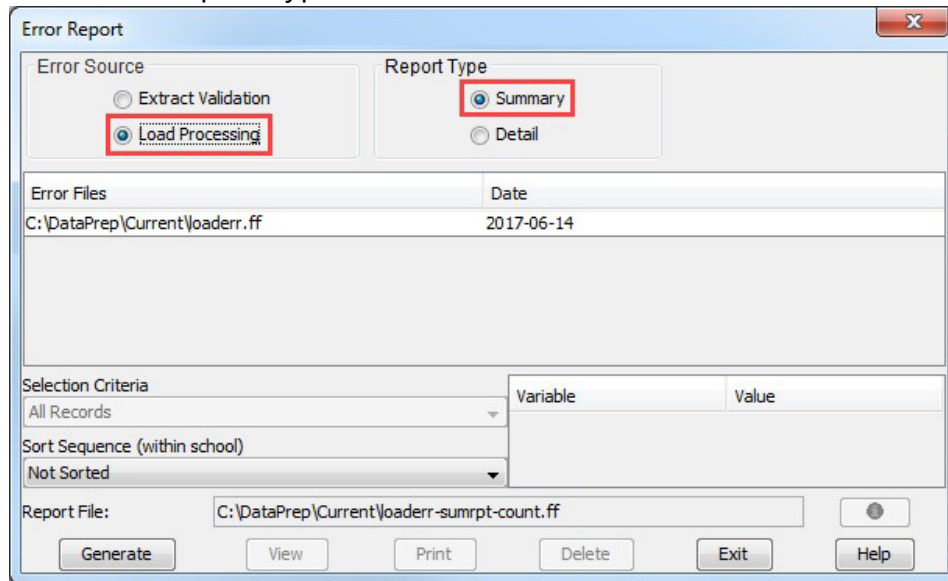 Error Report
Error Source Report Type
Extract Validation Summary
Load Processing Detail
Error Files Date
C:\DataPrep\Current\loaderr.ff 2017-06-14
Selection Criteria
Variable Value
All Records
Sort Sequence (within school)
Not Sorted
Report File: C:\DataPrep\Current\loaderr-sumrpt-count.ff
Generate View Print Delete Exit Help